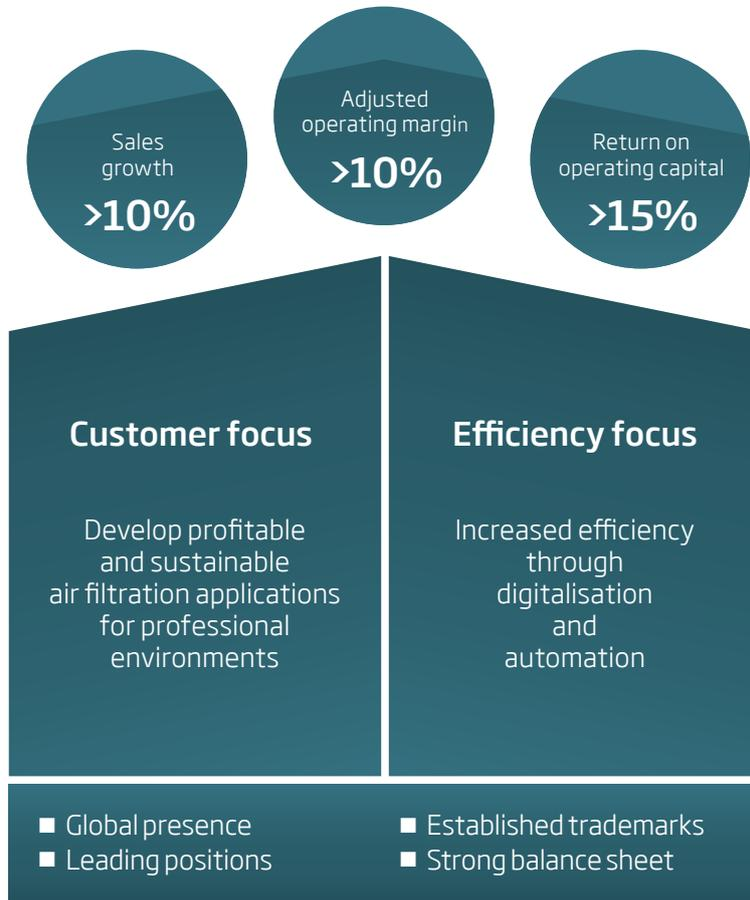 Sales
growth
>10%
Adjusted
operating margin
>10%
Return on
operating capital
>15%
Customer focus
Develop profitable
and sustainable
air filtration applications
for professional
environments
Efficiency focus
Increased efficiency
through
digitalisation
and
automation
■ Global presence
■ Leading positions
■ Established trademarks
■ Strong balance sheet